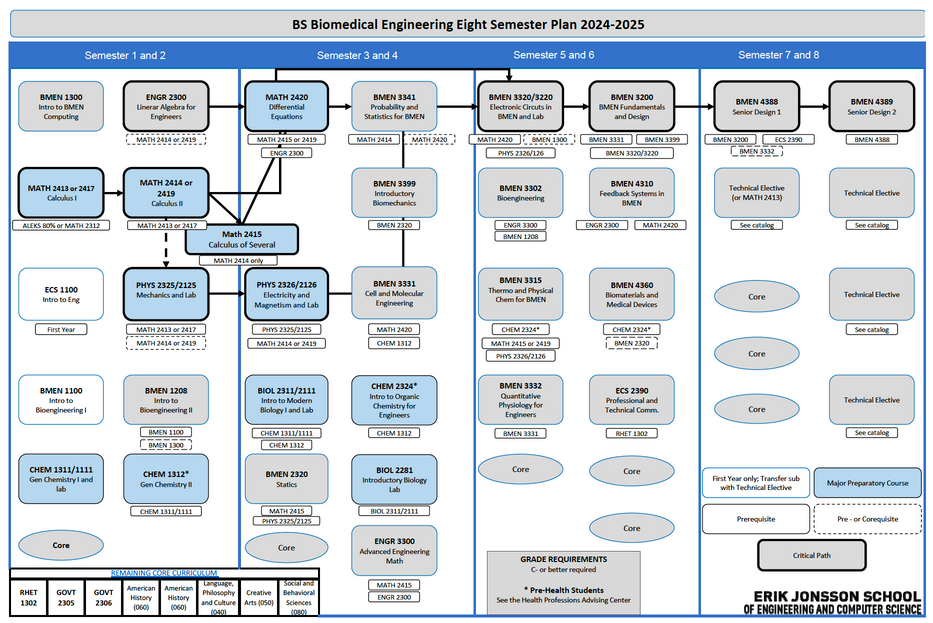 BS Biomedical Engineering Eight Semester Plan 2024-2025
Semester 1 and 2
Semester 3 and 4
Semester 5 and 6
Semester 7 and 8
BMEN 1300
Intro to BMEN
Computing
ENGR 2300
Linerar Algebra for
Engineers
MATH 2414 or 2419
MATH 2420
Differential
Equations
MATH 2415 or 2419
ENGR 2300
BMEN 3341
Probability and
Statistics for BMEN
MATH 2414
MATH 2420
BMEN 3320/3220
Electronic Circuts in
BMEN and Lab
MATH 2420
BMEN 1300
PHYS 2326/126
BMEN 3200
BMEN Fundamentals
and Design
BMEN 3331
BMEN 3399
BMEN 3320/3220
BMEN 4388
Senior Design 1
BMEN 3200
ECS 2390
BMEN 3332
BMEN 4389
Senior Design 2
BMEN 4388
MATH 2413 or 2417
Calculus I
ALEKS 80% or MATH 2312
MATH 2414 or
2419
Calculus II
MATH 2413 or 2417
Math 2415
Calculus of Several
MATH 2414 only
BMEN 3399
Introductory
Biomechanics
BMEN 2320
BMEN 3302
Bioengineering
ENGR 3300
BMEN 1208
BMEN 4310
Feedback Systems in
BMEN
ENGR 2300
MATH 2420
Technical Elective
(or MATH 2413)
See catalog
Technical Elective
See catalog
ECS 1100
Intro to Eng
First Year
PHYS 2325/2125
Mechanics and Lab
MATH 2413 or 2417
MATH 2414 or 2419
PHYS 2326/2126
Electricity and
Magnetism and Lab
PHYS 2325/2125
MATH 2414 or 2419
BMEN 3331
Cell and Molecular
Engineering
MATH 2420
CHEM 1312
BMEN 3315
Thermo and Physical
Chem for BMEN
CHEM 2324*
MATH 2415 or 2419
PHYS 2326/2126
BMEN 4360
Biomaterials and
Medical Devices
CHEM 2324*
BMEN 2320
Core
Core
Technical Elective
See catalog
BMEN 1100
Intro to
Bioengineering I
BMEN 1208
Intro to
Bioengineering II
BMEN 1100
BMEN 1300
BIOL 2311/2111
Intro to Modern
Biology I and Lab
CHEM 1311/1111
CHEM 1312
CHEM 2324*
Intro to Organic
Chemistry for
Engineers
CHEM 1312
BMEN 3332
Quantitative
Physiology for
Engineers
BMEN 3331
ECS 2390
Professional and
Technical Comm.
RHET 1302
Core
Technical Elective
See catalog
CHEM 1311/1111
Gen Chemistry I and
lab
CHEM 1312*
Gen Chemistry II
CHEM 1311/1111
BMEN 2320
Statics
MATH 2415
PHYS 2325/2125
BIOL 2281
Introductory Biology
Lab
BIOL 2311/2111
Core
Core
First Year only; Transfer sub
with Technical Elective
Major Preparatory Course
Prerequisite
Pre - or Corequisite
Critical Path
Core
Core
ENGR 3300
Advanced Engineering
Math
MATH 2415
ENGR 2300
Core
GRADE REQUIREMENTS
C- or better required
* Pre-Health Students
See the Health Professions Advising Center
REMAINING CORE CURRICULUM
RHET
1302
GOVT
2305
GOVT
2306
American
History
(060)
American
History
(060)
Language,
Philosophy
and Culture
(040)
Creative
Arts (050)
Social and
Behavioral
Sciences
(080)
ERIK JONSSON SCHOOL
OF ENGINEERING AND COMPUTER SCIENCE